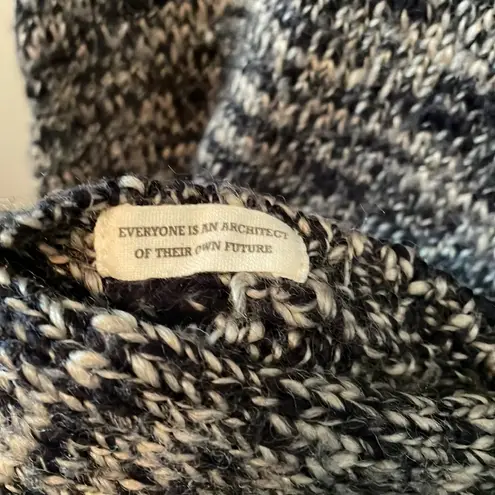 EVERYONE IS AN ARCHITECT
OF THEIR OWN FUTURE